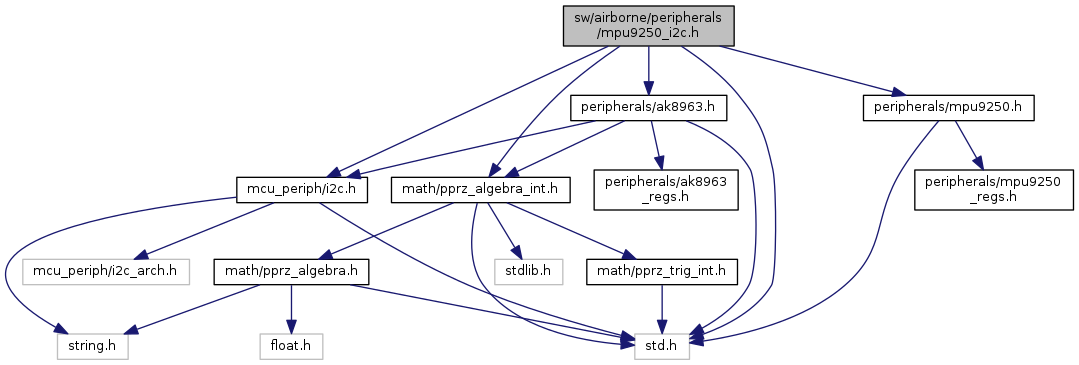 sw/airborne/peripherals
/mpu9250_i2c.h
peripherals/ak8963.h
peripherals/mpu9250.h
mcu_periph/i2c.h
math/pprz_algebra_int.h
peripherals/ak8963
_regs.h
peripherals/mpu9250
_regs.h
mcu_periph/i2c_arch.h
math/pprz_algebra.h
stdlib.h
math/pprz_trig_int.h
string.h
float.h
std.h